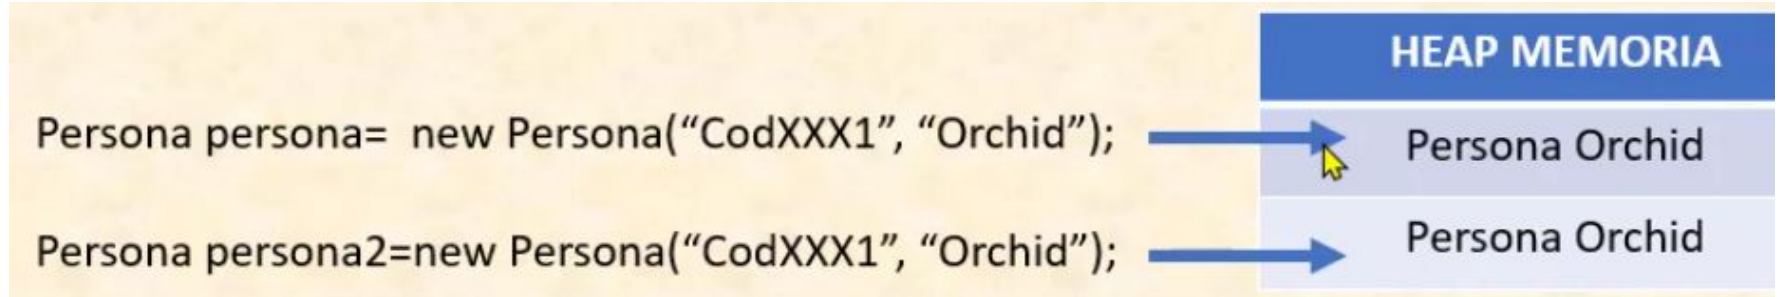 HEAP MEMORIA
Persona persona=  new Persona(“CodXXX1”, “Orchid”);
Persona Orchid
Persona persona2=new Persona(“CodXXX1”, “Orchid”);
Persona Orchid